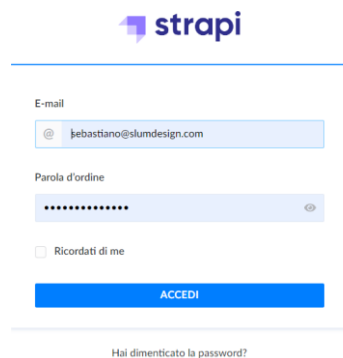 strapi
E-mail
@ sebastiano@slumdesign.com
Parola d'ordine
••••••••••••••
Ricordati di me
ACCEDI
Hai dimenticato la password?